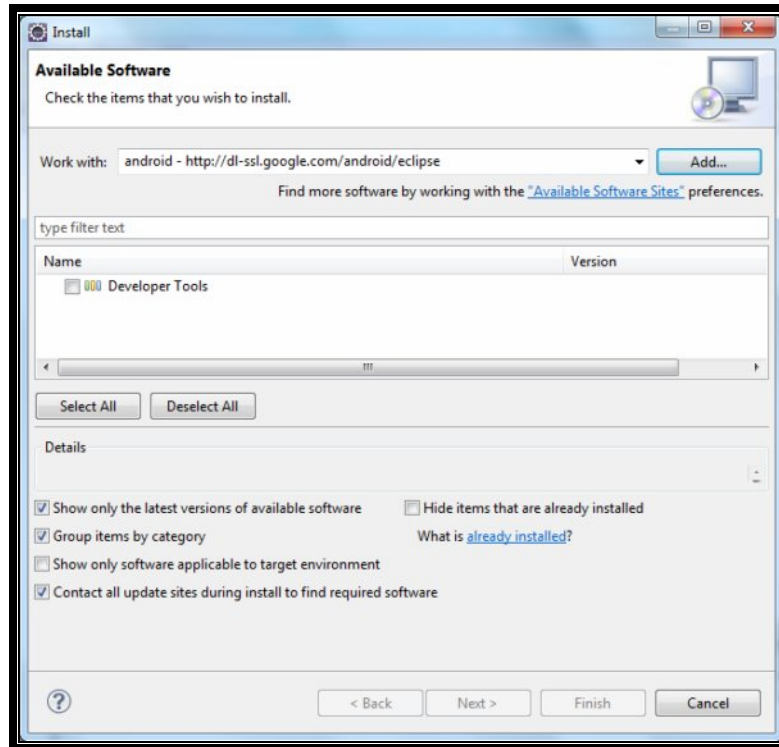 Install
Available Software
Check the items that you wish to install.
Work with: android - http://dl-ssl.google.com/android/eclipse Add...
Find more software by working with the "Available Software Sites" preferences.
type filter text
Name Version
Developer Tools
Select All Deselect All
Details
Show only the latest versions of available software Hide items that are already installed
Group items by category What is already installed?
Show only software applicable to target environment
Contact all update sites during install to find required software
? < Back Next > Finish Cancel